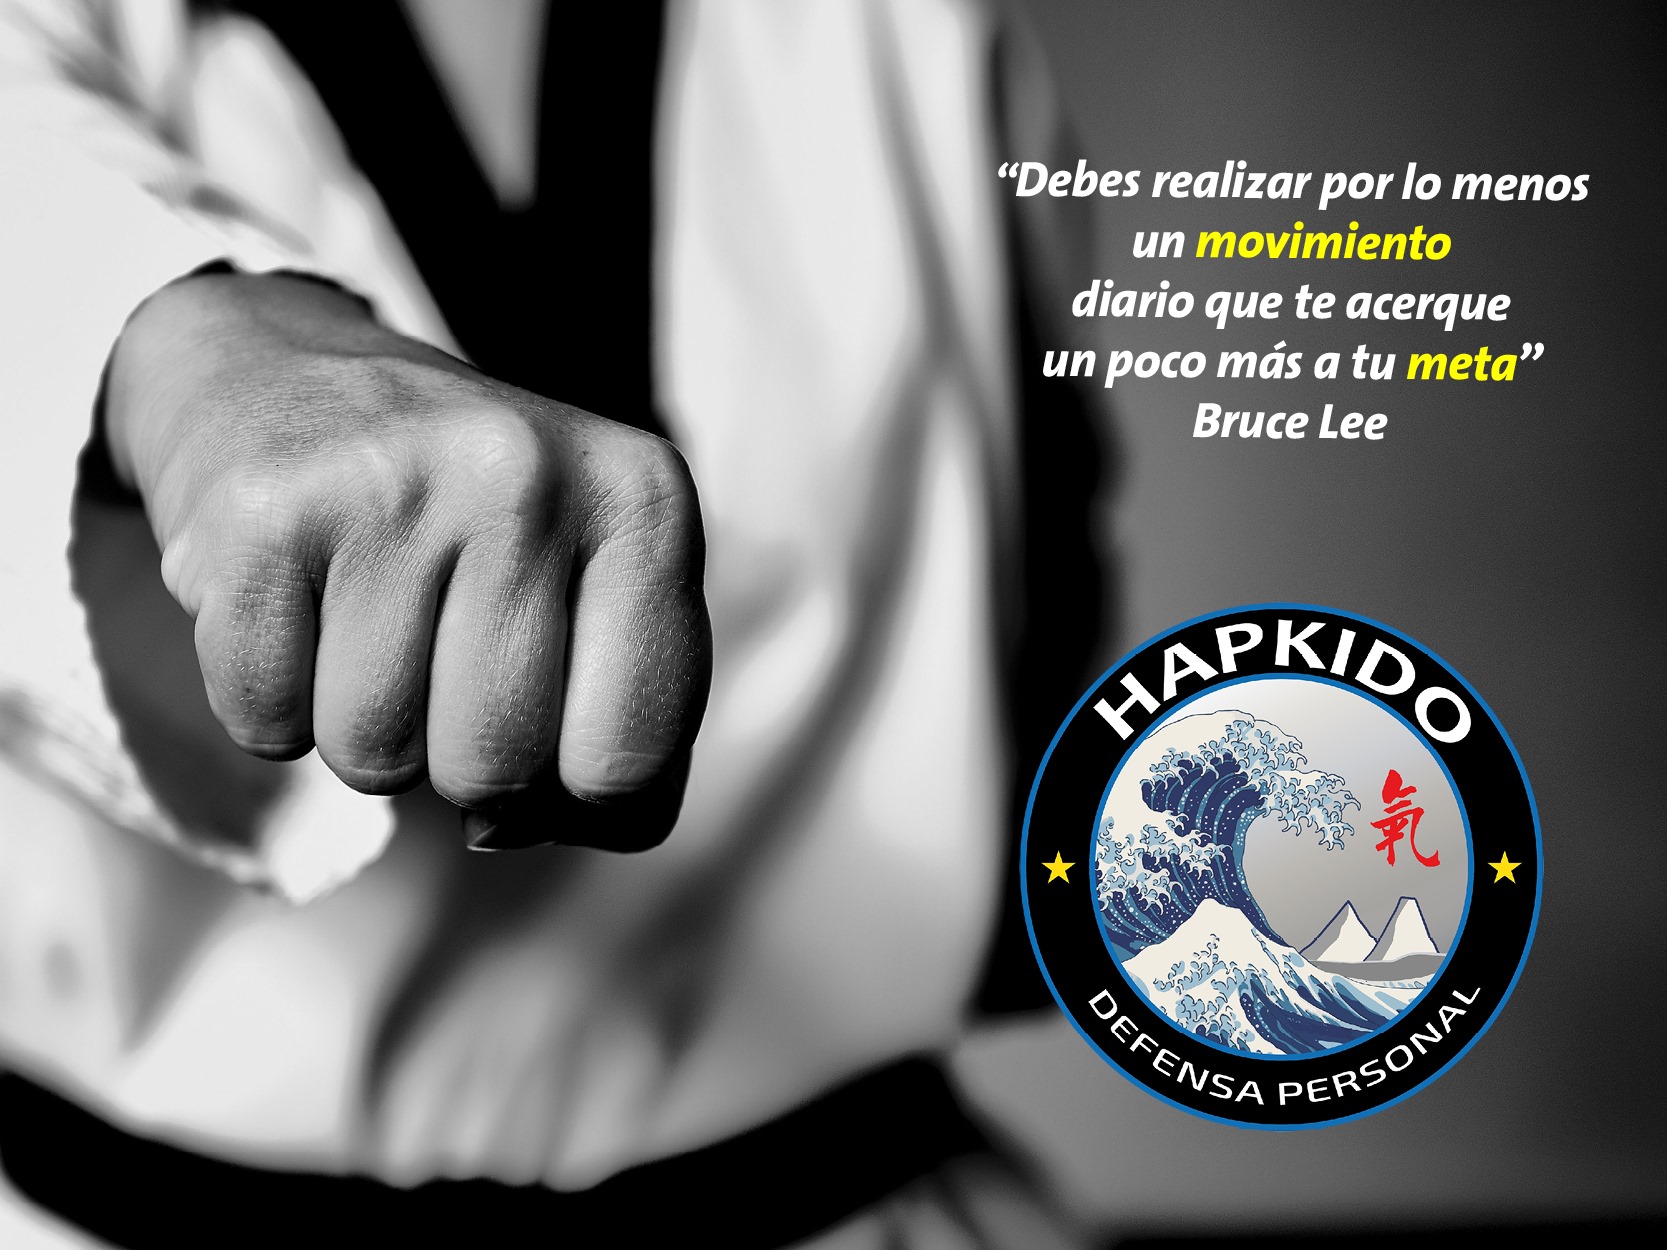 “Debes realizar por lo menos
un movimiento
diario que te acerque
un poco más a tu meta”
Bruce Lee
HAPKIDO
氣
DEFENSA PERSONAL